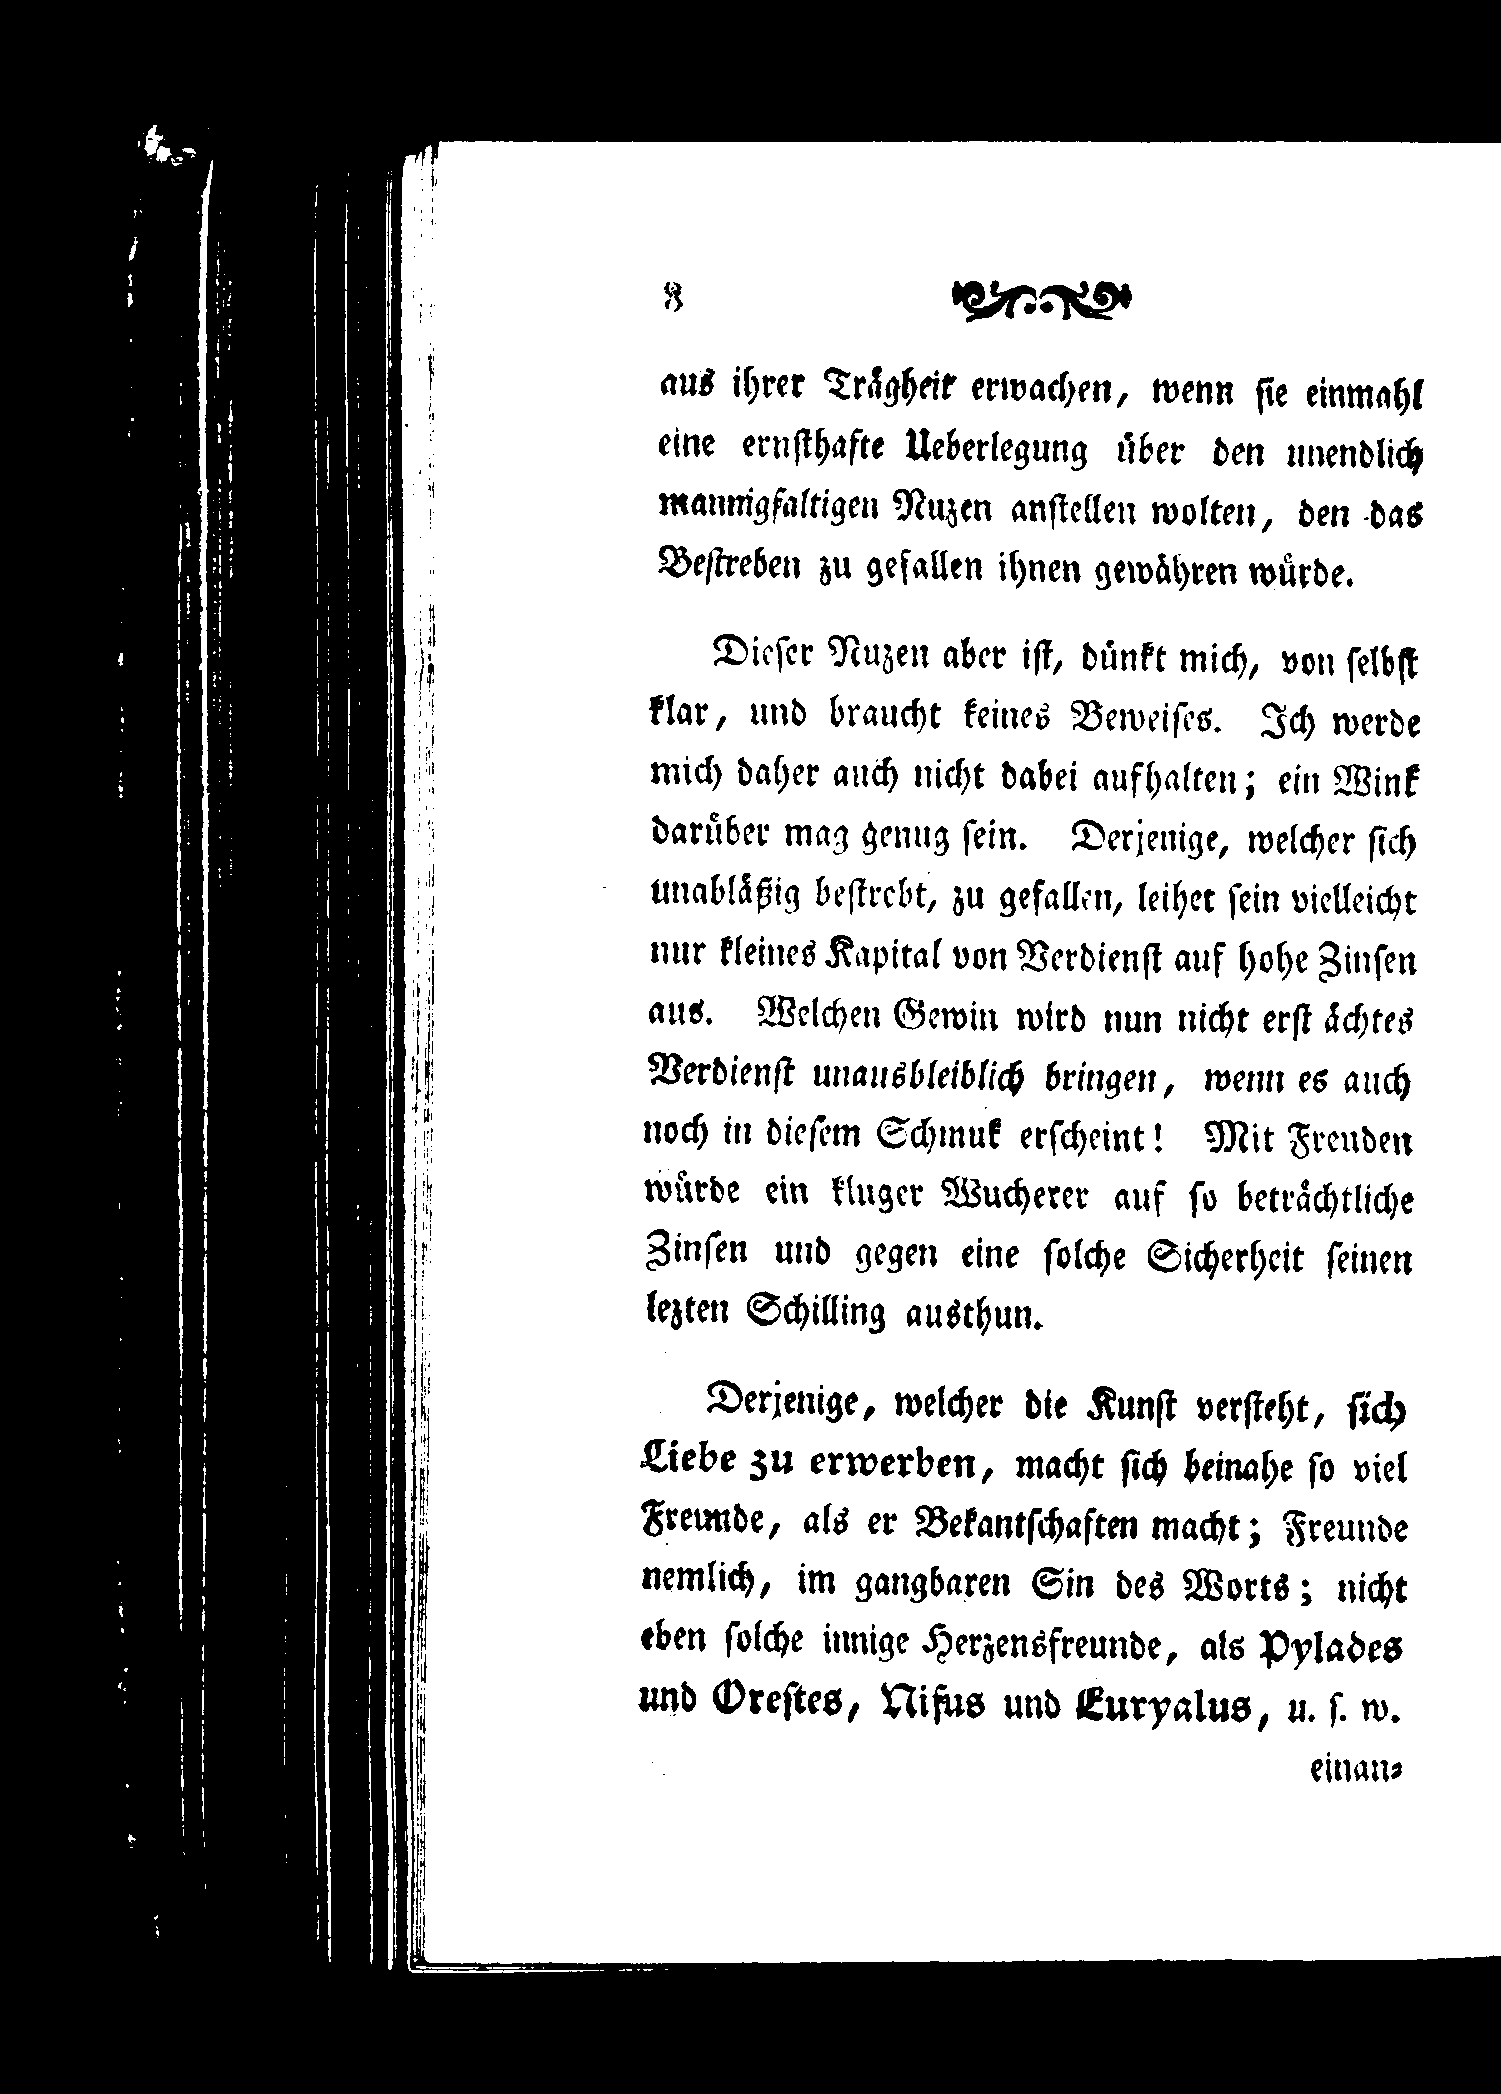 8
aus ihrer Trägheit erwachen, wenn sie einmahl
eine ernsthafte Ueberlegung über den unendlich
mannigfaltigen Nuzen anstellen wolten, den das
Bestreben zu gefallen ihnen gewähren würde.
Dieser Nuzen aber ist, dünkt mich, von selbst
klar, und braucht keines Beweises. Ich werde
mich daher auch nicht dabei aufhalten; ein Wink
darüber mag genug sein. Derjenige, welcher sich
unabläßig bestrebt, zu gefallen, leihet sein vielleicht
nur kleines Kapital von Verdienst auf hohe Zinsen
aus. Welchen Gewin wird nun nicht erst ächtes
Verdienst unausbleiblich bringen, wenn es auch
noch in diesem Schmuk erscheint! Mit Freuden
würde ein kluger Wucherer auf so beträchtliche
Zinsen und gegen eine solche Sicherheit seinen
lezten Schilling austhun.
Derjenige, welcher die Kunst versteht, sich
Liebe zu erwerben, macht sich beinahe so viel
Freunde, als er Bekantschaften macht; Freunde
nemlich, im gangbaren Sin des Worts; nicht
eben solche innige Herzensfreunde, als Pylades
und Orestes, Nisus und Euryalus, u. s. w.
einan⸗